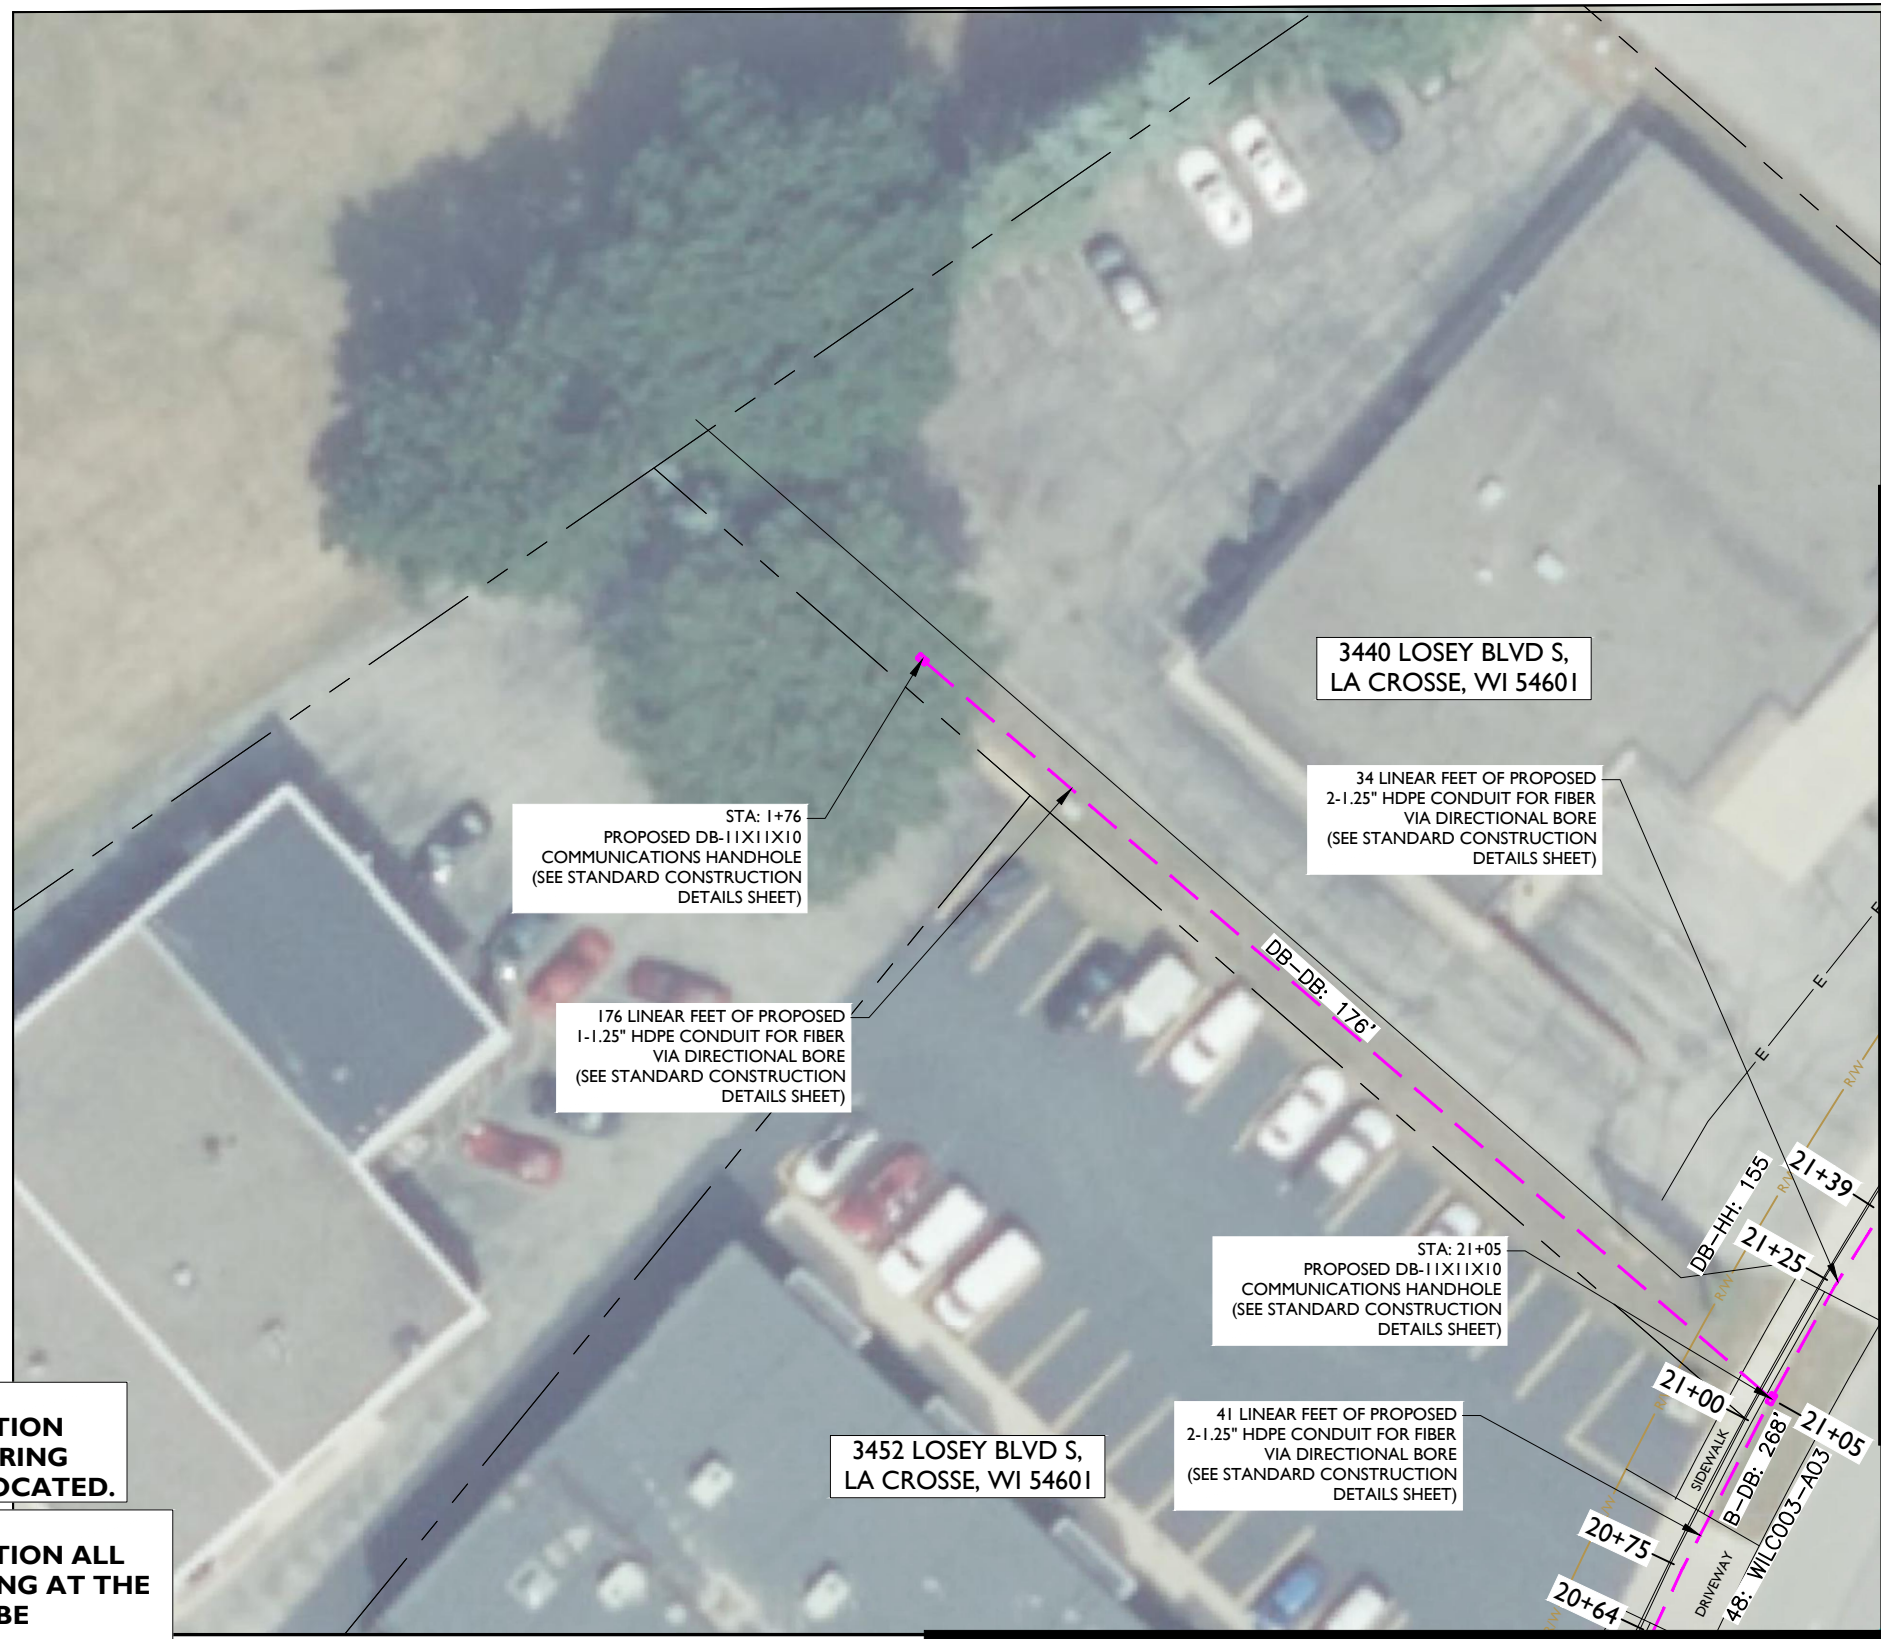 3440 LOSEY BLVD S,
LA CROSSE, WI 54601
34 LINEAR FEET OF PROPOSED
2-1.25" HDPE CONDUIT FOR FIBER
VIA DIRECTIONAL BORE
(SEE STANDARD CONSTRUCTION
DETAILS SHEET)
STA: 1+76
PROPOSED DB-11X11X10
COMMUNICATIONS HANDHOLE
(SEE STANDARD CONSTRUCTION
DETAILS SHEET)
E
E
E
DB-DB: 176'
176 LINEAR FEET OF PROPOSED
1-1.25" HDPE CONDUIT FOR FIBER
VIA DIRECTIONAL BORE
(SEE STANDARD CONSTRUCTION
DETAILS SHEET)
R/W
R/W
DB-HH: 155
21+39
21+25
R/W
STA: 21+05
PROPOSED DB-11X11X10
COMMUNICATIONS HANDHOLE
(SEE STANDARD CONSTRUCTION
DETAILS SHEET)
21+00
R/W
21+05
B-DB: 268'
SIDEWALK
48: WILC003-A03
41 LINEAR FEET OF PROPOSED
2-1.25" HDPE CONDUIT FOR FIBER
VIA DIRECTIONAL BORE
(SEE STANDARD CONSTRUCTION
DETAILS SHEET)
3452 LOSEY BLVD S,
LA CROSSE, WI 54601
20+75
DRIVEWAY
20+64
TION
RING
OCATED.
TION ALL
NG AT THE
BE